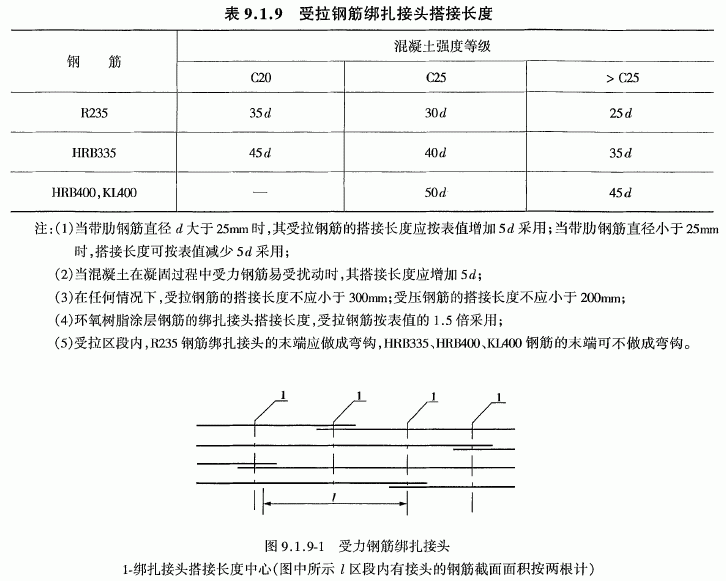 表 9.1.9 受拉钢筋绑扎接头搭接长度
钢 筋
混凝土强度等级
C20 C25 > C25
R235 35d 30d 25d
HRB335 45d 40d 35d
HRB400,KL400 — 50d 45d
注:(1)当带肋钢筋直径 d 大于 25mm 时,其受拉钢筋的搭接长度应按表值增加 5d 采用;当带肋钢筋直径小于 25mm
时,搭接长度可按表值减少 5d 采用;
(2)当混凝土在凝固过程中受力钢筋易受扰动时,其搭接长度应增加 5d;
(3)在任何情况下,受拉钢筋的搭接长度不应小于 300mm;受压钢筋的搭接长度不应小于 200mm;
(4)环氧树脂涂层钢筋的绑扎接头搭接长度,受拉钢筋按表值的 1.5 倍采用;
(5)受拉区段内,R235 钢筋绑扎接头的末端应做成弯钩,HRB335、HRB400、KL400 钢筋的末端可不做成弯钩。
1 1 1 1
l
图 9.1.9-1 受力钢筋绑扎接头
1-绑扎接头搭接长度中心(图中所示 l 区段内有接头的钢筋截面面积按两根计)